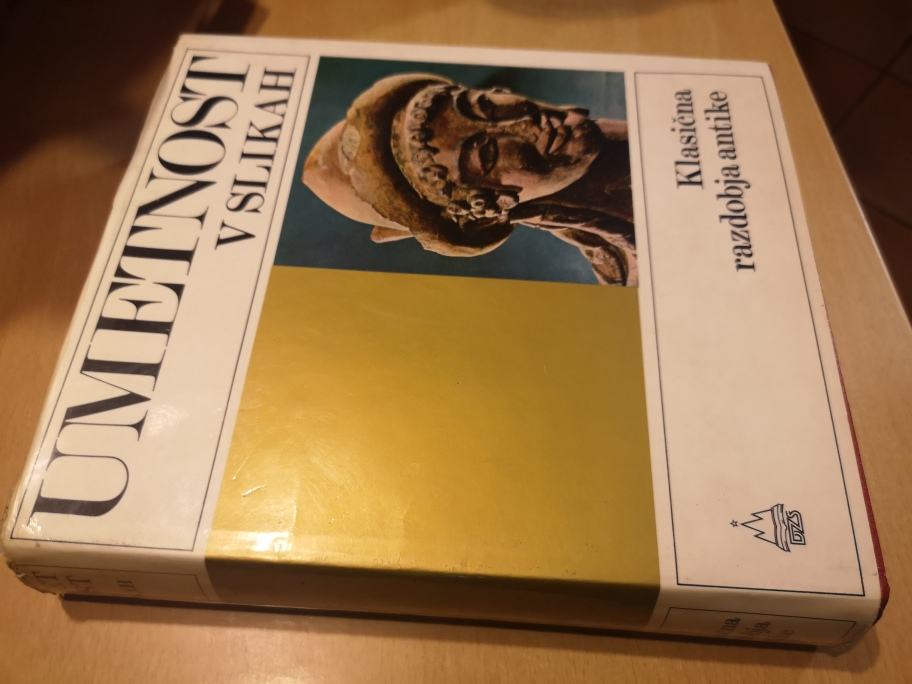 UMETNOST
V SLIKAH
Klasična
razdobja antike
DZS